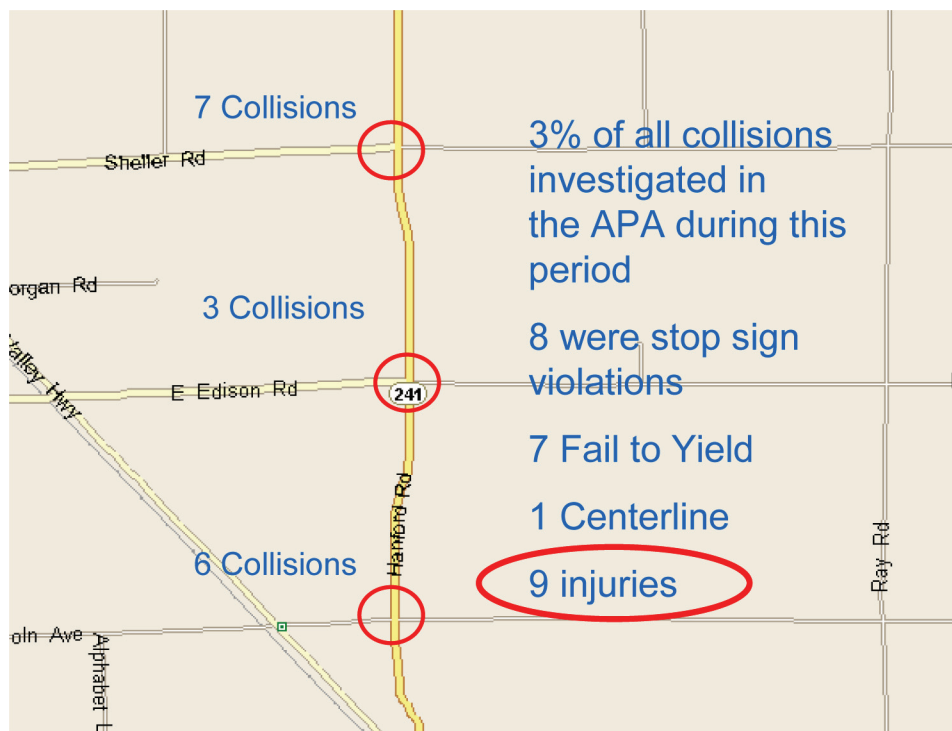 7 Collisions
Sheller Rd
3% of all collisions
investigated in
the APA during this
period
organ Rd
3 Collisions
8 were stop sign
violations
Valley Hwy
E Edison Rd
241
7 Fail to Yield
Hanford Rd
1 Centerline
6 Collisions
9 injuries
Ray Rd
oln Ave
Alphabet L